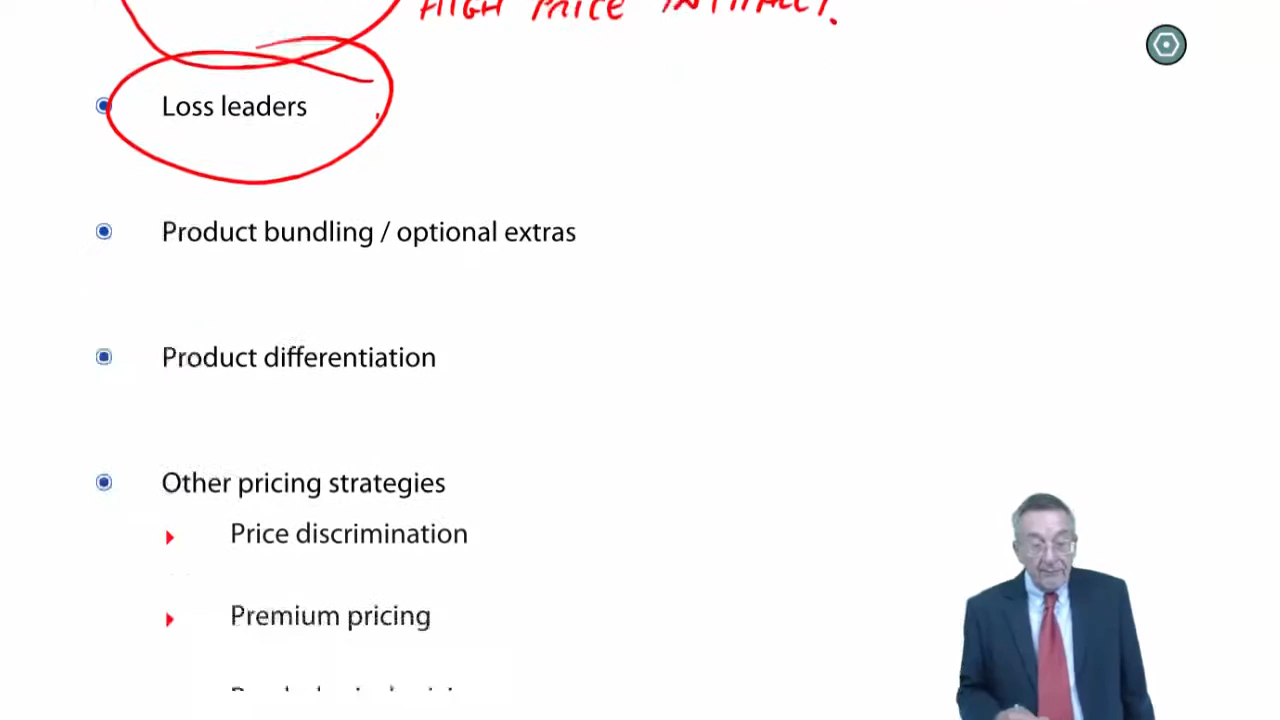 HIGH PRICE INITIALLY.
Loss leaders
Product bundling / optional extras
Product differentiation
Other pricing strategies
Price discrimination
Premium pricing